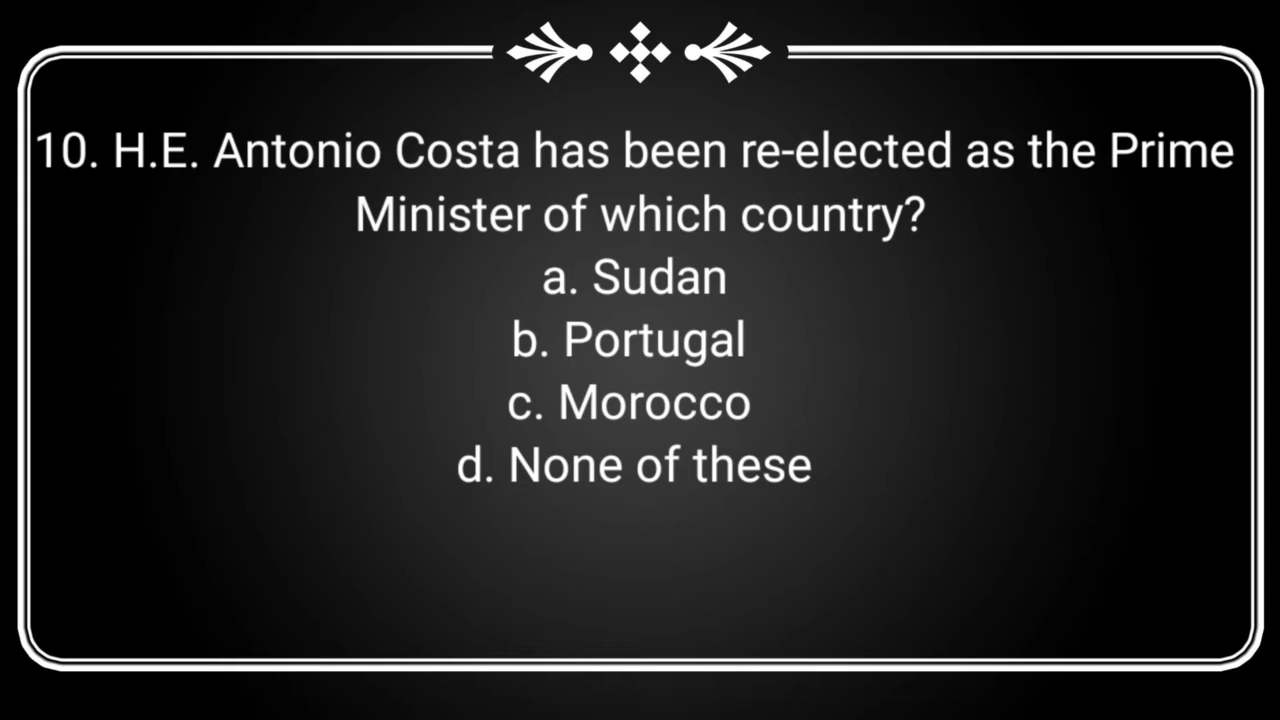 10. H.E. Antonio Costa has been re-elected as the Prime
Minister of which country?
a. Sudan
b. Portugal
c. Morocco
d. None of these